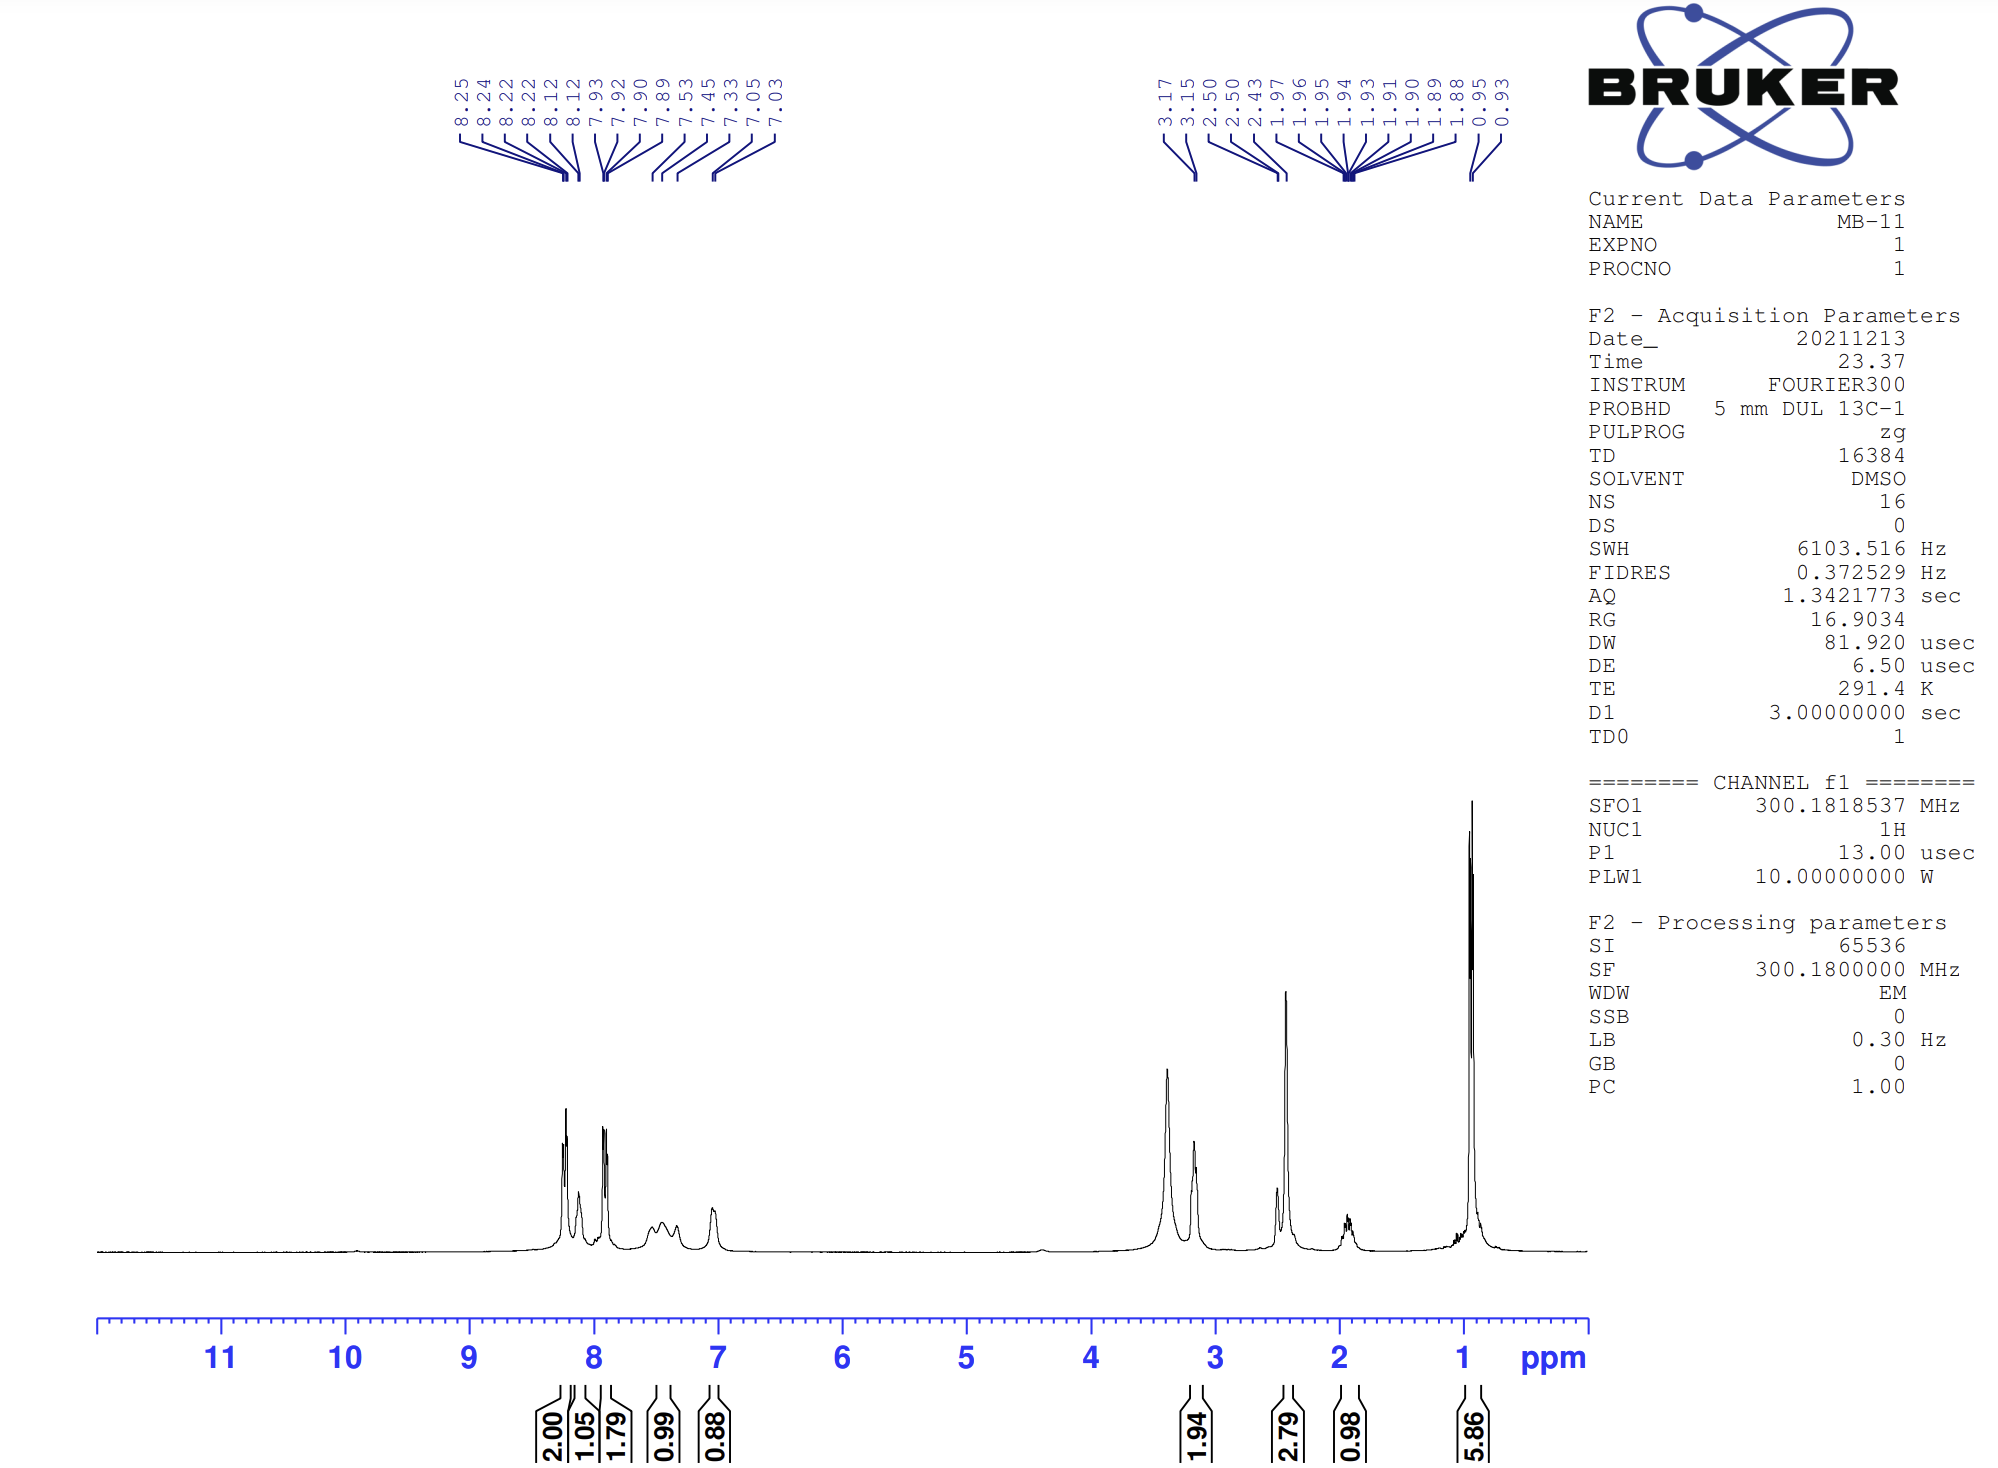 8.25
8.24
8.22
8.22
8.12
8.12
7.93
7.92
7.90
7.89
7.53
7.45
7.33
7.05
7.03
3.17
3.15
2.50
2.50
2.43
1.97
1.96
1.95
1.94
1.93
1.91
1.90
1.89
1.88
0.95
0.93
BRUKER
Current Data Parameters
NAME MB-11
EXPNO 1
PROCNO 1
F2 - Acquisition Parameters
Date_ 20211213
Time 23.37
INSTRUM FOURIER300
PROBHD 5 mm DUL 13C-1
PULPROG zg
TD 16384
SOLVENT DMSO
NS 16
DS 0
SWH 6103.516 Hz
FIDRES 0.372529 Hz
AQ 1.3421773 sec
RG 16.9034
DW 81.920 usec
DE 6.50 usec
TE 291.4 K
D1 3.00000000 sec
TD0 1
======== CHANNEL f1 ========
SFO1 300.1818537 MHz
NUC1 1H
P1 13.00 usec
PLW1 10.00000000 W
F2 - Processing parameters
SI 65536
SF 300.1800000 MHz
WDW EM
SSB 0
LB 0.30 Hz
GB 0
PC 1.00
11 10 9 8 7 6 5 4 3 2 1 ppm
2.00
1.05
1.79
0.99
0.88
1.94
2.79
0.98
5.86